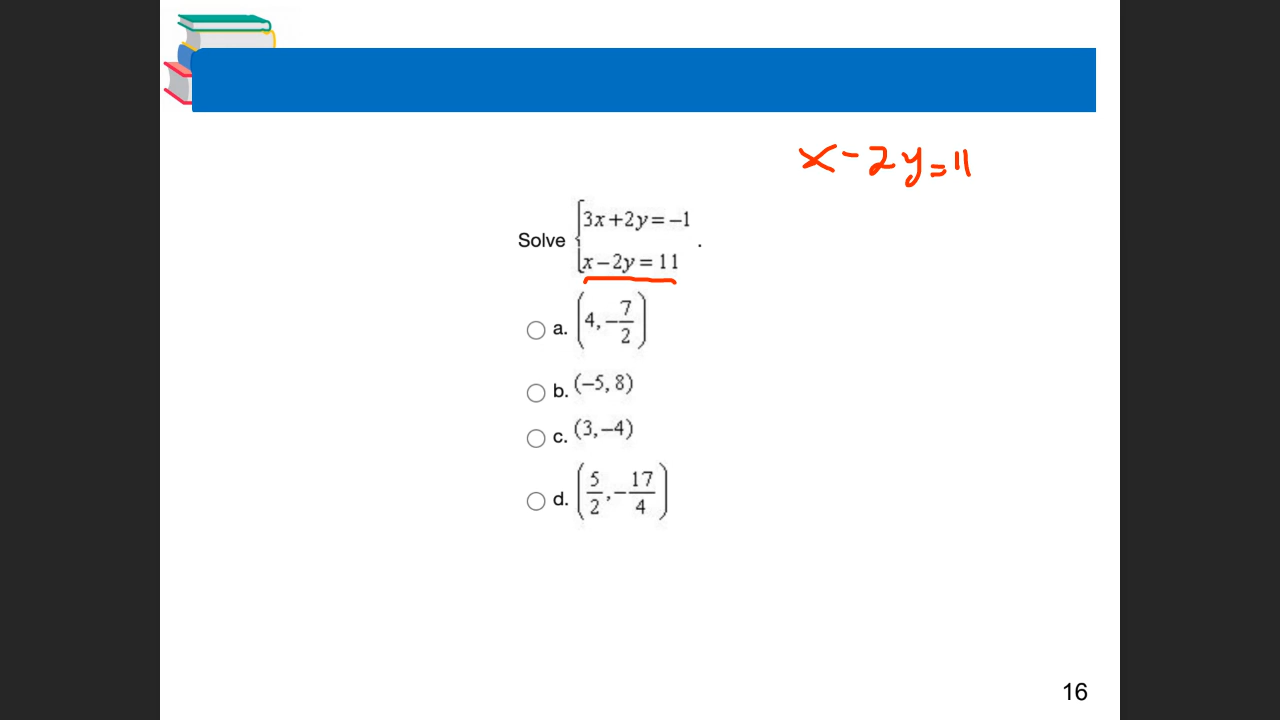 x-2y=11
Solve { 3x+2y=-1
x-2y=11 .
a. (4, -7/2)
b. (-5, 8)
c. (3, -4)
d. (5/2, -17/4)
16